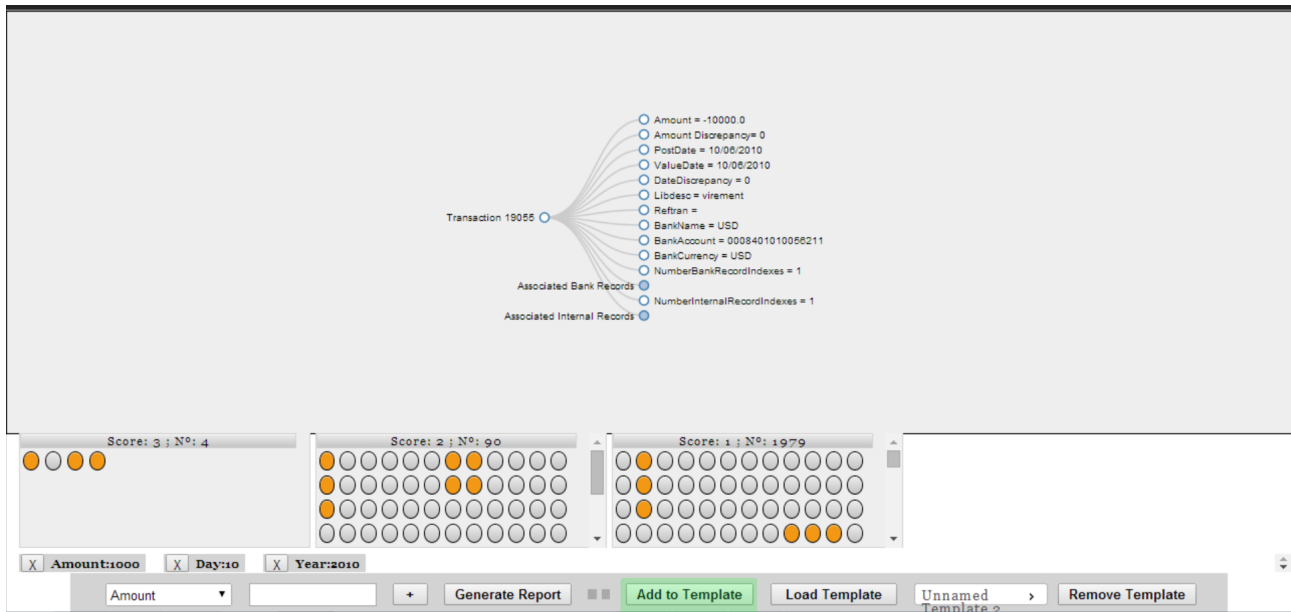 Amount = -10000.0
Amount Discrepancy= 0
PostDate = 10/06/2010
ValueDate = 10/06/2010
DateDiscrepancy = 0
Libdesc = virement
Reftran =
Transaction 19055
BankName = USD
BankAccount = 0008401010056211
BankCurrency = USD
NumberBankRecordIndexes = 1
Associated Bank Records
NumberInternalRecordIndexes = 1
Associated Internal Records
Score: 3 ; Nº: 4
Score: 2 ; Nº: 90
Score: 1 ; Nº: 1979
X Amount:1000 X Day:10 X Year:2010
Amount + Generate Report Add to Template Load Template Unnamed > Remove Template
Template 2